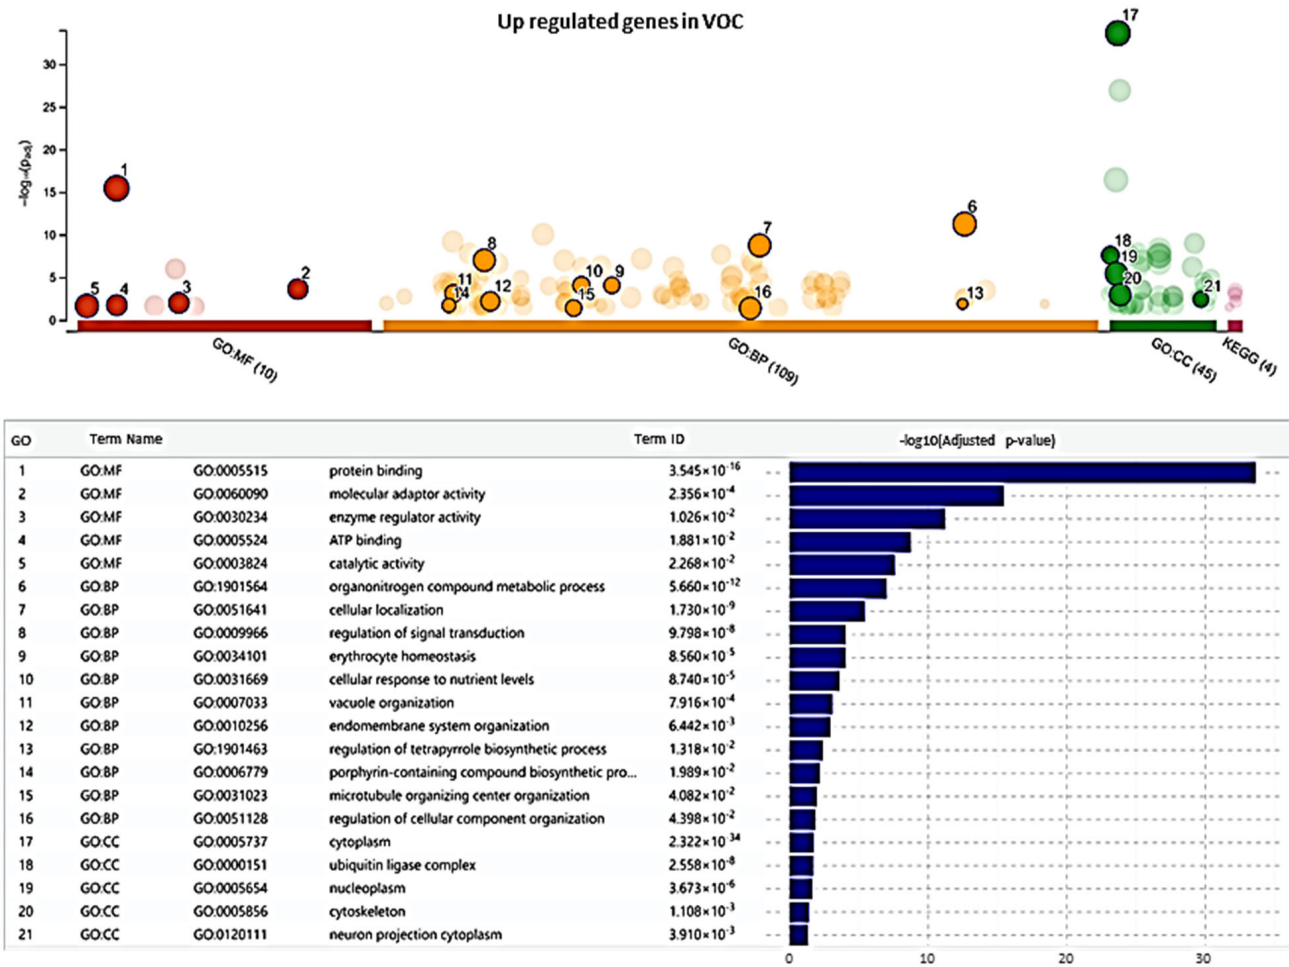 Up regulated genes in VOC
17
30
25
20
15
10
5
0
-log₁₀(p_adj)
1
6
7
8
18
19
2
10
9
20
5
4
3
11
12
14
15
16
13
21
GO:MF (10)
GO:BP (109)
GO:CC (45)
KEGG (4)
GO Term Name Term ID -log10(Adjusted p-value)
1 GO:MF GO:0005515 protein binding 3.545×10⁻¹⁶
2 GO:MF GO:0060090 molecular adaptor activity 2.356×10⁻⁴
3 GO:MF GO:0030234 enzyme regulator activity 1.026×10⁻²
4 GO:MF GO:0005524 ATP binding 1.881×10⁻²
5 GO:MF GO:0003824 catalytic activity 2.268×10⁻²
6 GO:BP GO:1901564 organonitrogen compound metabolic process 5.660×10⁻¹²
7 GO:BP GO:0051641 cellular localization 1.730×10⁻⁹
8 GO:BP GO:0009966 regulation of signal transduction 9.798×10⁻⁸
9 GO:BP GO:0034101 erythrocyte homeostasis 8.560×10⁻⁵
10 GO:BP GO:0031669 cellular response to nutrient levels 8.740×10⁻⁵
11 GO:BP GO:0007033 vacuole organization 7.916×10⁻⁴
12 GO:BP GO:0010256 endomembrane system organization 6.442×10⁻³
13 GO:BP GO:1901463 regulation of tetrapyrrole biosynthetic process 1.318×10⁻²
14 GO:BP GO:0006779 porphyrin-containing compound biosynthetic pro... 1.989×10⁻²
15 GO:BP GO:0031023 microtubule organizing center organization 4.082×10⁻²
16 GO:BP GO:0051128 regulation of cellular component organization 4.398×10⁻²
17 GO:CC GO:0005737 cytoplasm 2.322×10⁻³⁴
18 GO:CC GO:0000151 ubiquitin ligase complex 2.558×10⁻⁸
19 GO:CC GO:0005654 nucleoplasm 3.673×10⁻⁶
20 GO:CC GO:0005856 cytoskeleton 1.108×10⁻³
21 GO:CC GO:0120111 neuron projection cytoplasm 3.910×10⁻³
0 10 20 30